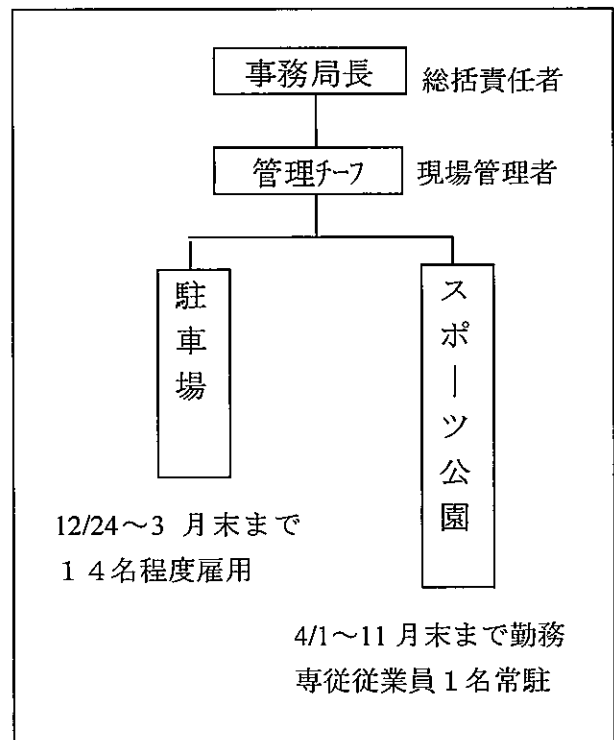 事務局長
総括責任者
管理チーフ
現場管理者
駐車場
スポーツ公園
12/24～3 月末まで
１４名程度雇用
4/1～11 月末まで勤務
専従従業員１名常駐